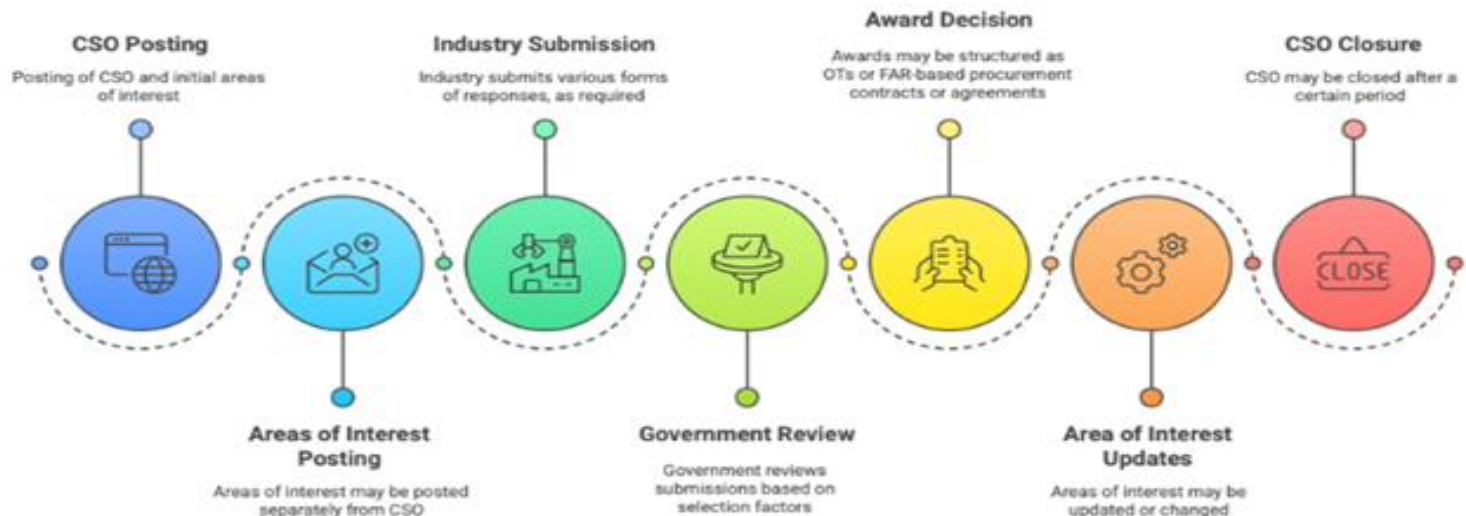 CSO Posting
Posting of CSO and initial areas
of interest
Areas of Interest
Posting
Areas of interest may be posted
separately from CSO
Industry Submission
Industry submits various forms
of responses, as required
Government Review
Government reviews
submissions based on
selection factors
Award Decision
Awards may be structured as
OTs or FAR-based procurement
contracts or agreements
Area of Interest
Updates
Areas of interest may be
updated or changed
CSO Closure
CSO may be closed after a
certain period
CLOSE